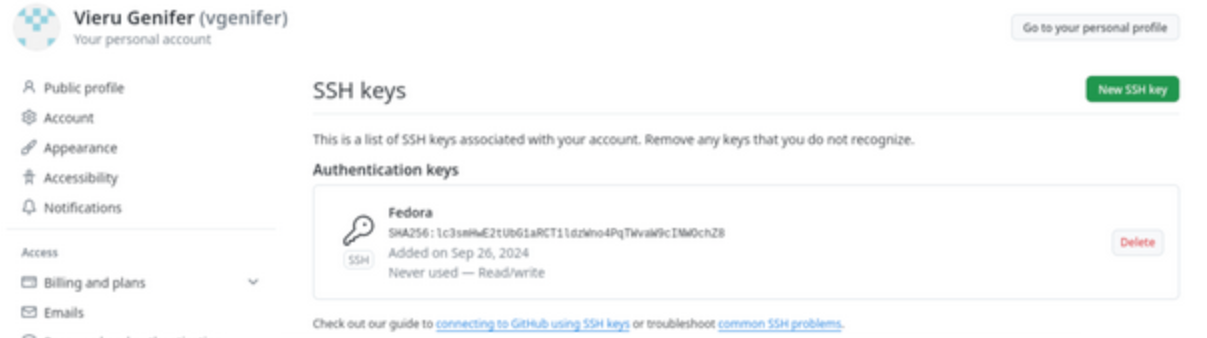 Vieru Genifer (vgenifer)
Your personal account
Go to your personal profile
Public profile
Account
Appearance
Accessibility
Notifications
Access
Billing and plans
Emails
SSH keys
New SSH key
This is a list of SSH keys associated with your account. Remove any keys that you do not recognize.
Authentication keys
Fedora
SHA256:lc3smHwE2tUbG1aRCT1ldzWno4PqTWvaW9cINWOchZ8
SSH
Added on Sep 26, 2024
Never used — Read/write
Delete
Check out our guide to connecting to GitHub using SSH keys or troubleshoot common SSH problems.